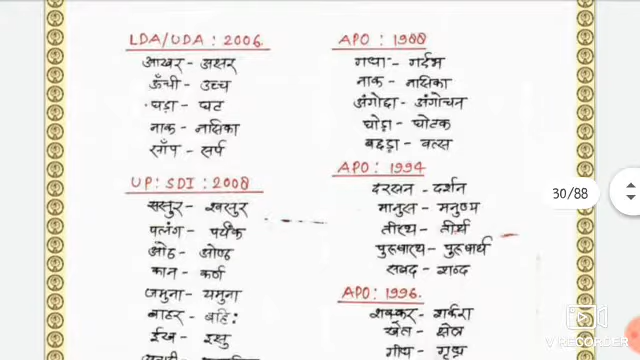 LDA/UDA : 2006
आखर - अक्षर
ऊँची - उच्च
घड़ा - घट
नाक - नासिका
साँप - सर्प
UP : SDI : 2008
ससुर - श्वसुर
पलंग - पर्यंक
ओठ - ओष्ठ
कान - कर्ण
जमुना - यमुना
बाहर - बहि:
ईख - इक्षु
APO : 1988
गधा - गर्दभ
नाक - नासिका
अंगोछा - अंगोचन
घोड़ा - घोटक
बछड़ा - वत्स
APO : 1994
दरसन - दर्शन
मानुस - मनुष्य
तीरथ - तीर्थ
पुरुषारथ - पुरुषार्थ
सबद - शब्द
APO : 1996
शक्कर - शर्करा
खेत - क्षेत्र
गीध - गृध्र
30/88
VIRECORDER